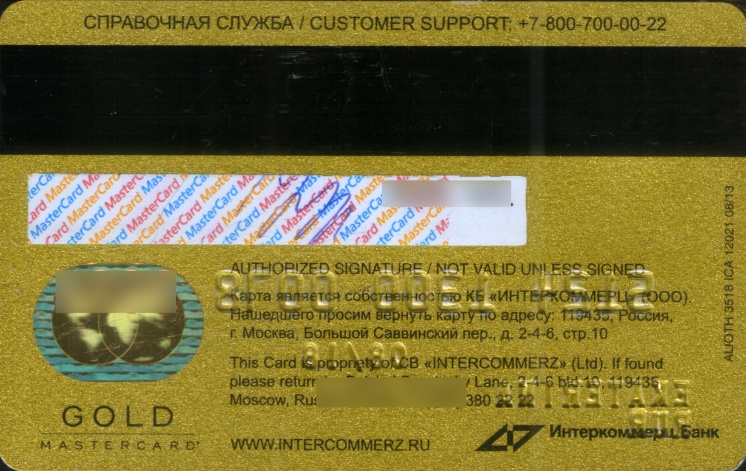 СПРАВОЧНАЯ СЛУЖБА / CUSTOMER SUPPORT: +7-800-700-00-22
MasterCard MasterCard MasterCard
AUTHORIZED SIGNATURE / NOT VALID UNLESS SIGNED
Карта является собственностью КБ «ИНТЕРКОММЕРЦ» (ООО).
Нашедшего просим вернуть карту по адресу: 119435, Россия,
г. Москва, Большой Саввинский пер., д. 2-4-6, стр.10
This Card is property of CB «INTERCOMMERZ» (Ltd). If found
please return Lane, 2-4-6 bld 10, 119435
Moscow, 380 22 22
GOLD
MASTERCARD
WWW.INTERCOMMERZ.RU
Интеркоммерц Банк
ALIOTH 3518 ICA 12021 08/13